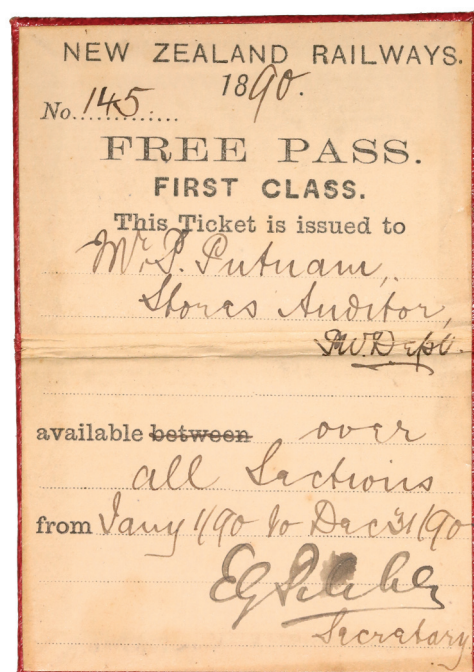 NEW ZEALAND RAILWAYS.
1890.
No. 145
FREE PASS.
FIRST CLASS.
This Ticket is issued to
Mr. P. Putnam,
Stores Auditor,
P.W. Dept.
available between over
all Sections
from Jany 1/90 to Dec 31/90
Secretary